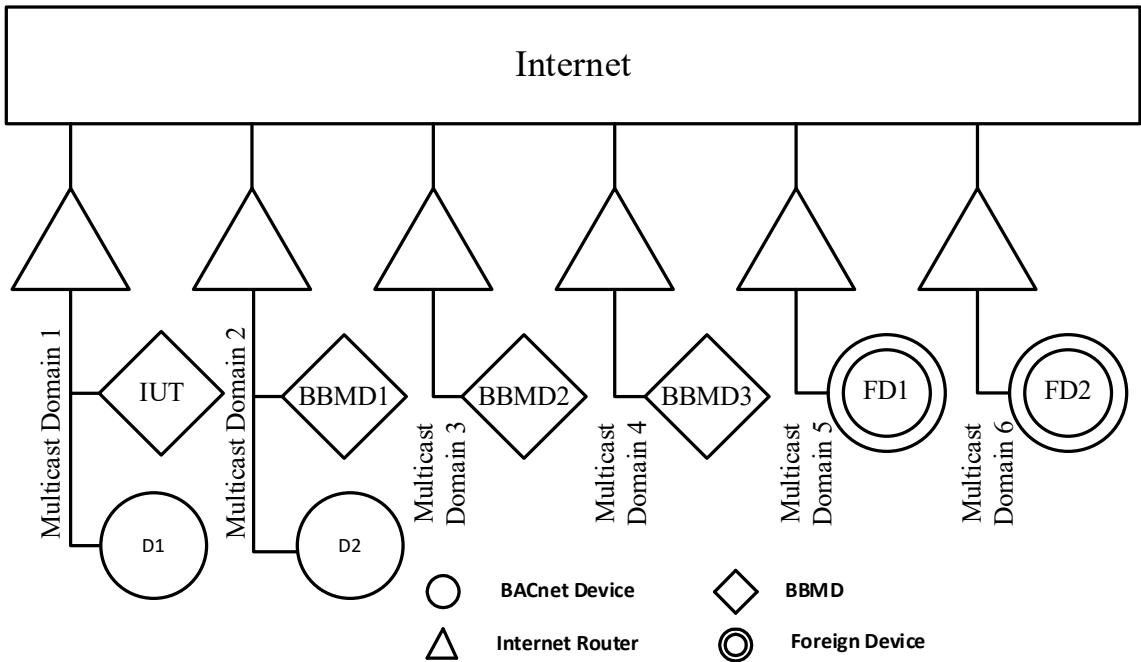 Internet
Multicast Domain 1
IUT
D1
Multicast Domain 2
BBMD1
D2
Multicast
Domain 3
BBMD2
Multicast
Domain 4
BBMD3
Multicast
Domain 5
FD1
Multicast
Domain 6
FD2
BACnet Device
BBMD
Internet Router
Foreign Device